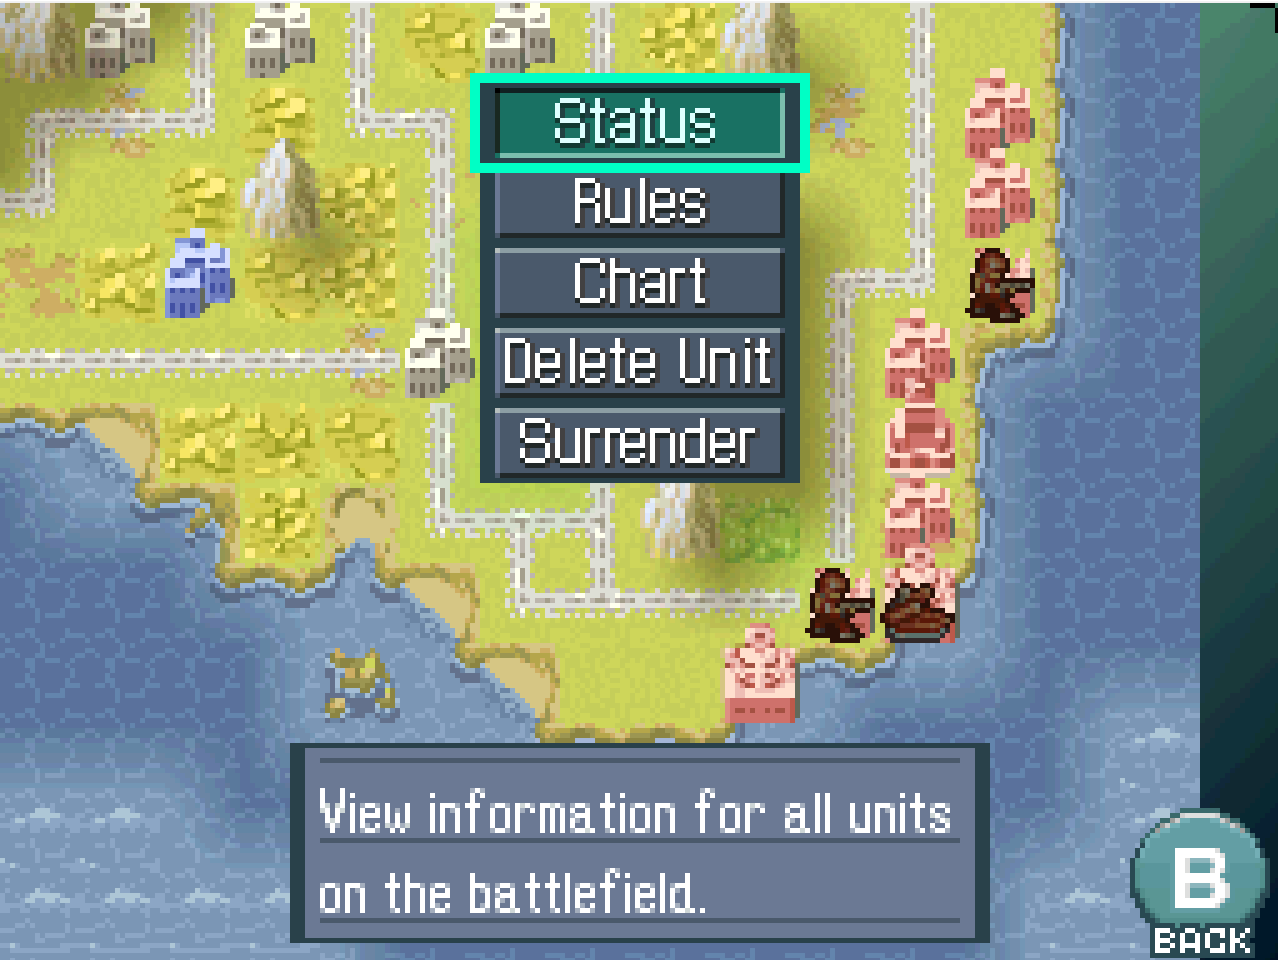 Status
Rules
Chart
Delete Unit
Surrender
View information for all units
on the battlefield.
B
BACK